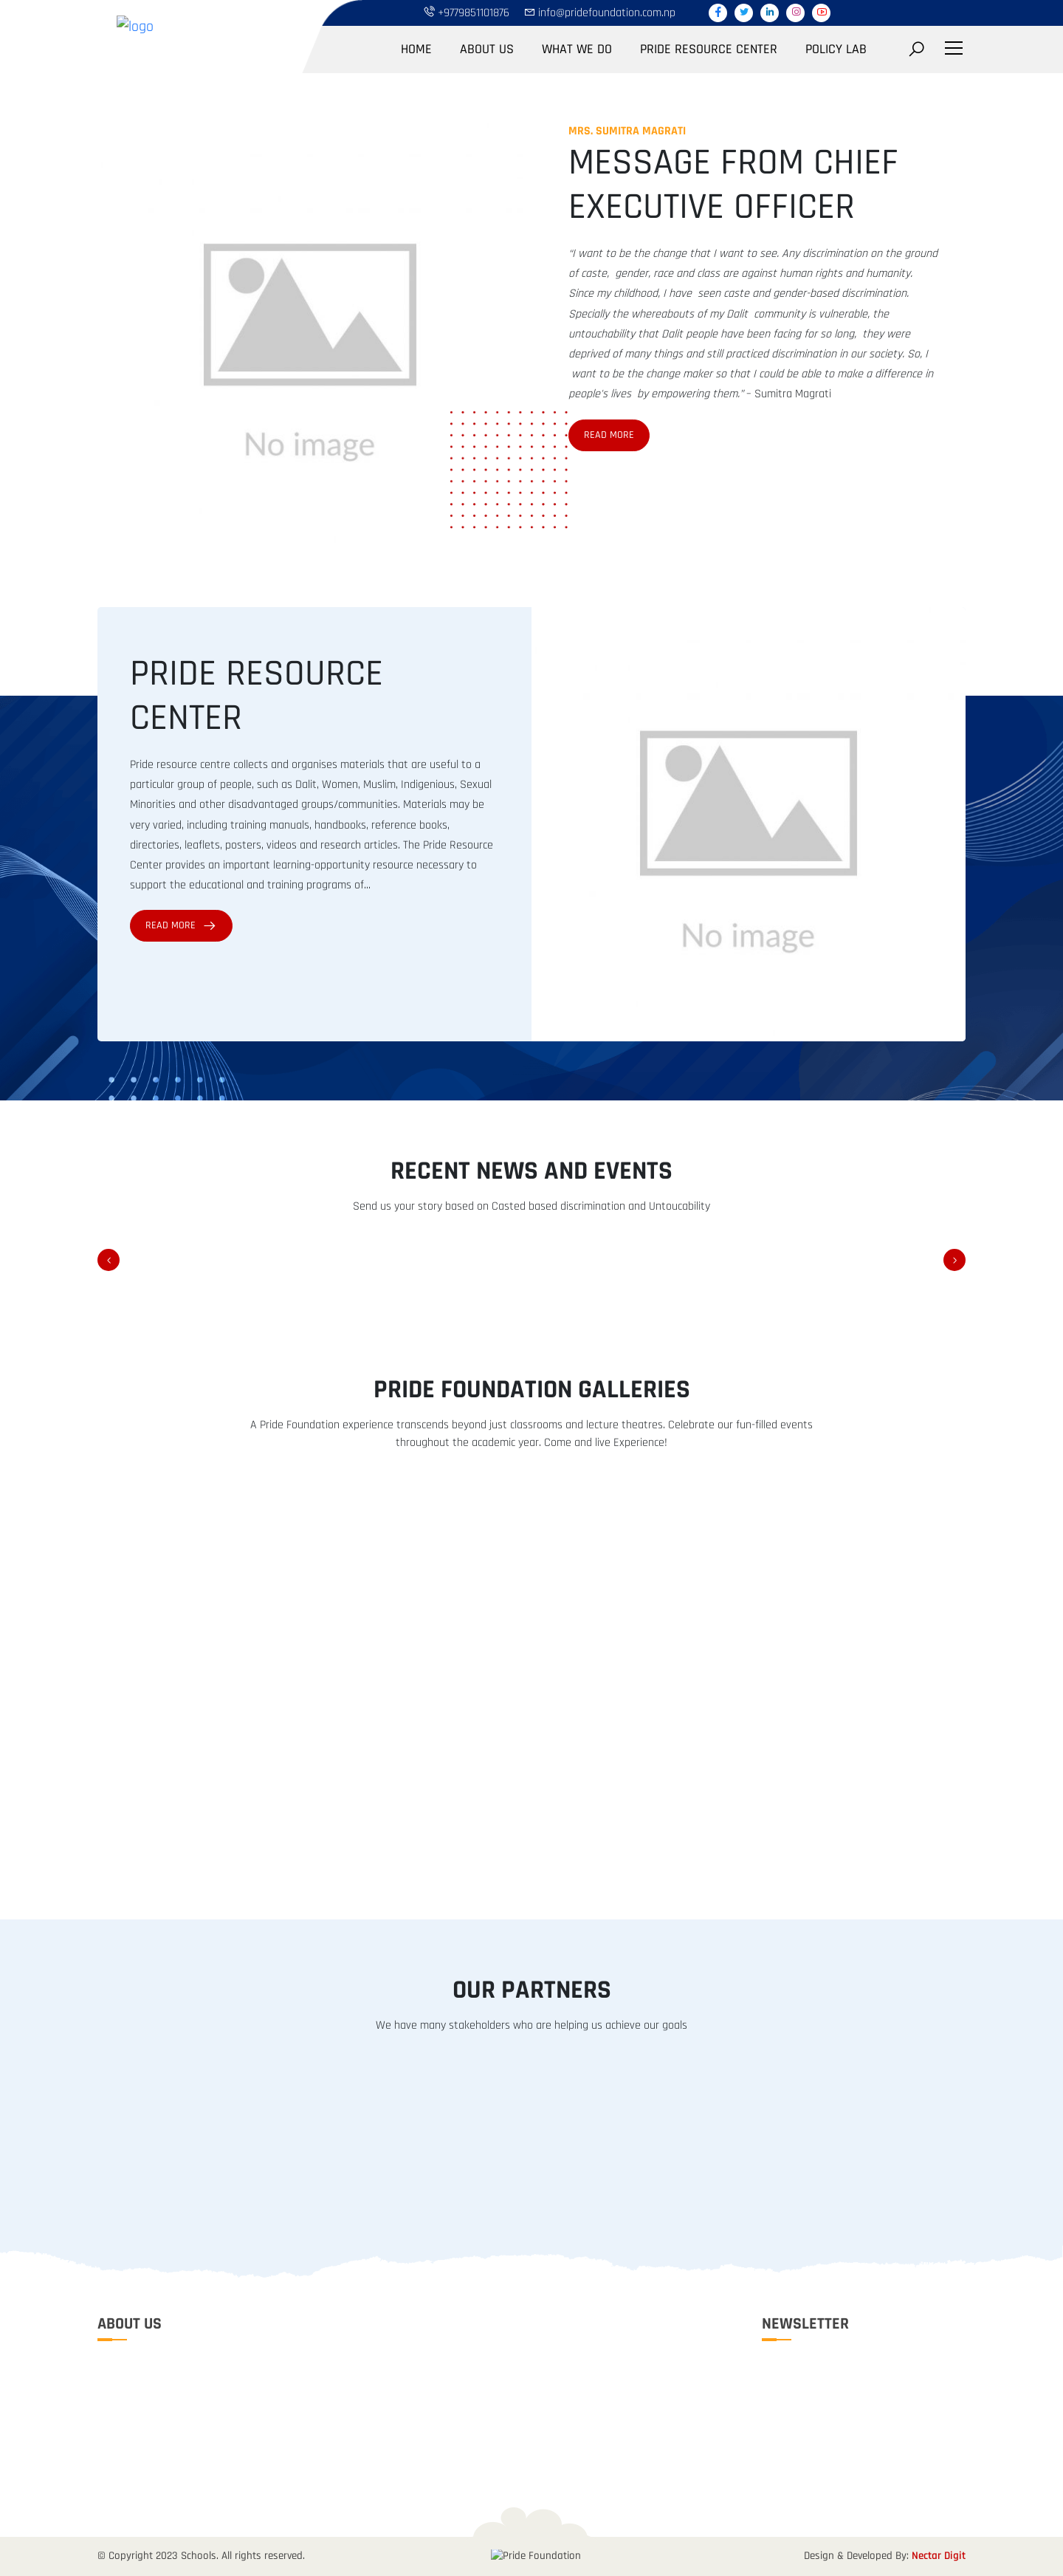 logo
+9779851101876
info@pridefoundation.com.np
HOME ABOUT US WHAT WE DO PRIDE RESOURCE CENTER POLICY LAB
MRS. SUMITRA MAGRATI
MESSAGE FROM CHIEF
EXECUTIVE OFFICER
“I want to be the change that I want to see. Any discrimination on the ground
of caste, gender, race and class are against human rights and humanity.
Since my childhood, I have seen caste and gender-based discrimination.
Specially the whereabouts of my Dalit community is vulnerable, the
untouchability that Dalit people have been facing for so long, they were
deprived of many things and still practiced discrimination in our society. So, I
want to be the change maker so that I could be able to make a difference in
people's lives by empowering them.” – Sumitra Magrati
READ MORE
No image
PRIDE RESOURCE
CENTER
Pride resource centre collects and organises materials that are useful to a
particular group of people, such as Dalit, Women, Muslim, Indigenious, Sexual
Minorities and other disadvantaged groups/communities. Materials may be
very varied, including training manuals, handbooks, reference books,
directories, leaflets, posters, videos and research articles. The Pride Resource
Center provides an important learning-opportunity resource necessary to
support the educational and training programs of...
READ MORE
No image
RECENT NEWS AND EVENTS
Send us your story based on Casted based discrimination and Untoucability
PRIDE FOUNDATION GALLERIES
A Pride Foundation experience transcends beyond just classrooms and lecture theatres. Celebrate our fun-filled events
throughout the academic year. Come and live Experience!
OUR PARTNERS
We have many stakeholders who are helping us achieve our goals
ABOUT US
NEWSLETTER
© Copyright 2023 Schools. All rights reserved.
Pride Foundation
Design & Developed By: Nectar Digit